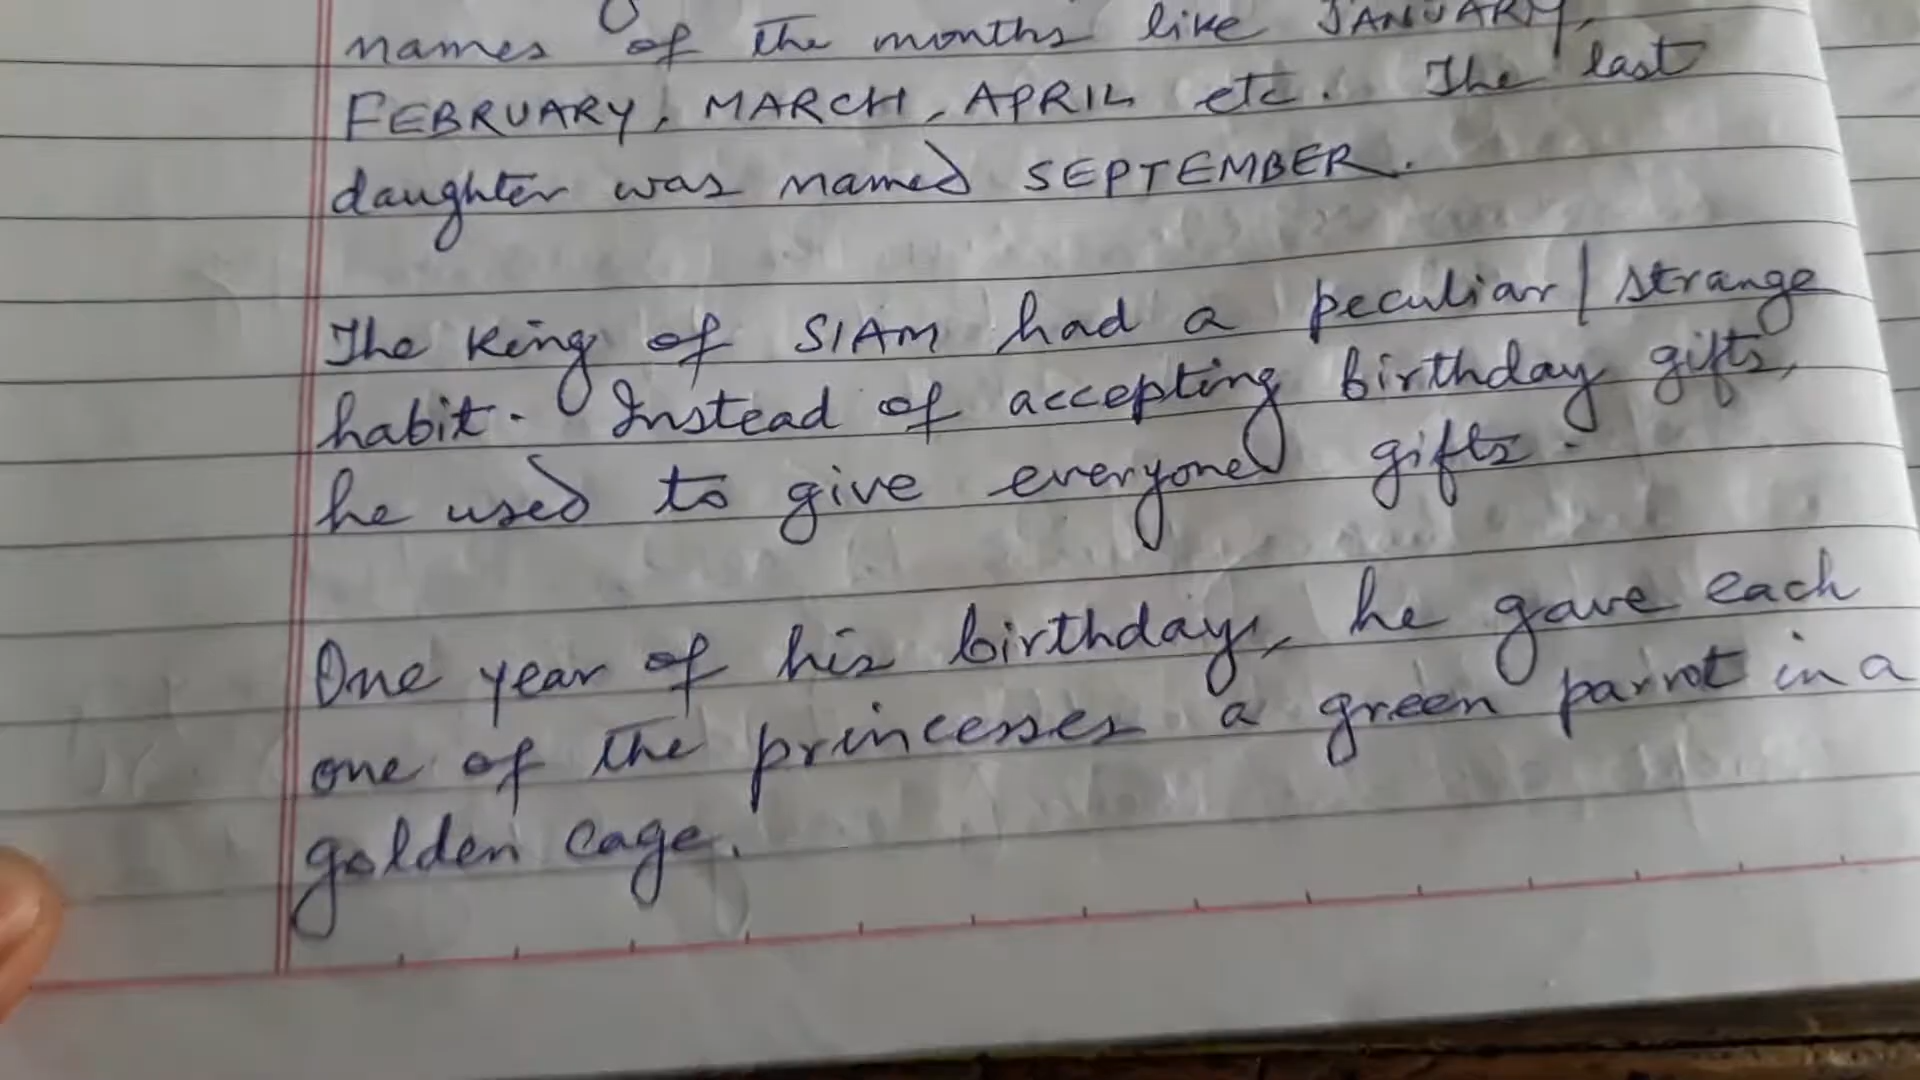 names of the months like JANUARY,
FEBRUARY, MARCH, APRIL etc. The last
daughter was named SEPTEMBER.
The King of SIAM had a peculiar/strange
habit. Instead of accepting birthday gifts,
he used to give everyone gifts.
One year of his birthday, he gave each
one of the princesses a green parrot in a
golden cage.